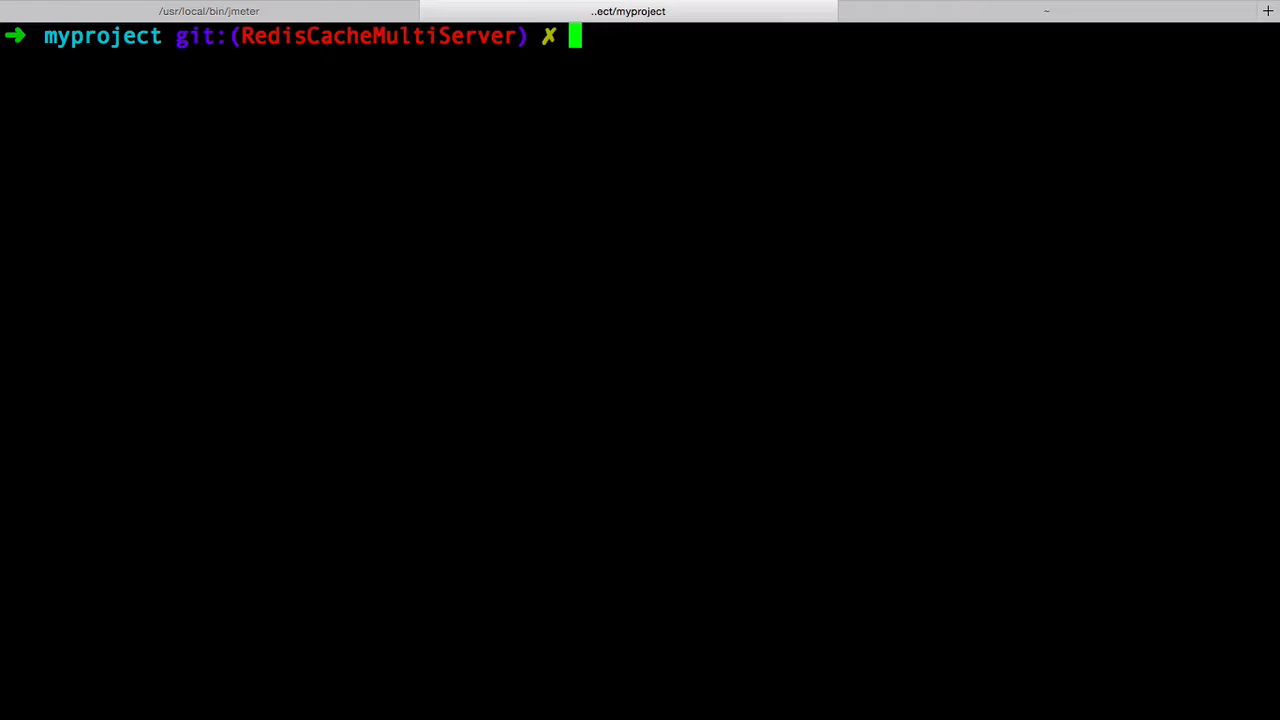 /usr/local/bin/jmeter
..ect/myproject
~
+
➜ myproject git:(RedisCacheMultiServer) ✗